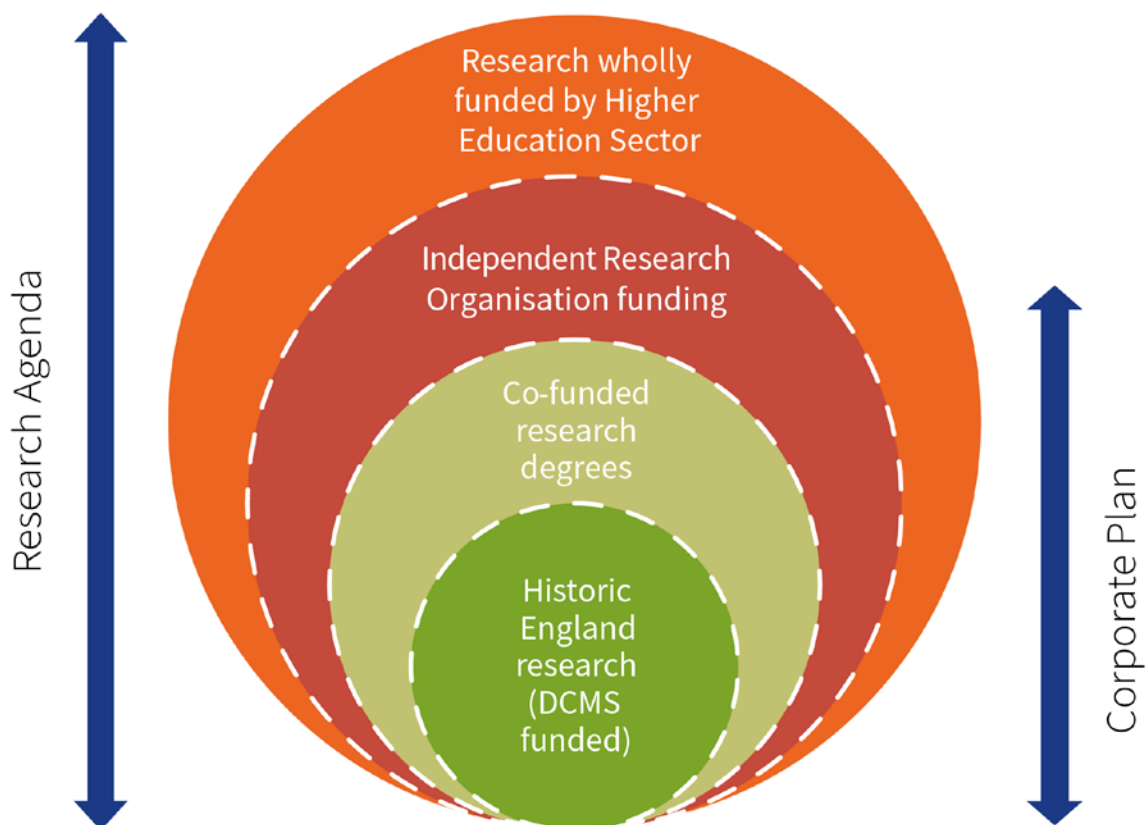 Research Agenda
Research wholly
funded by Higher
Education Sector
Independent Research
Organisation funding
Co-funded
research
degrees
Historic
England
research
(DCMS
funded)
Corporate Plan